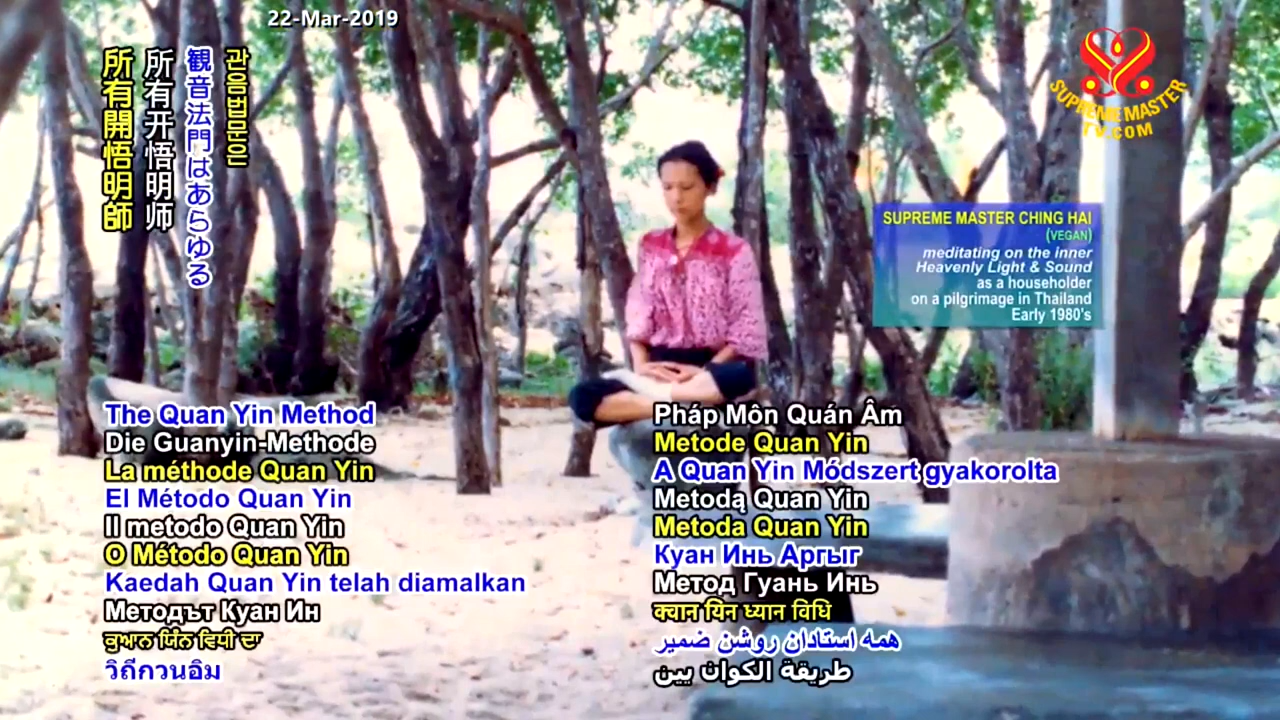 22-Mar-2019
SUPREME MASTER
TV.COM
所有開悟明師
所有开悟明师
観音法門はあらゆる
관음법문은
SUPREME MASTER CHING HAI
(VEGAN)
meditating on the inner
Heavenly Light & Sound
as a householder
on a pilgrimage in Thailand
Early 1980's
The Quan Yin Method
Die Guanyin-Methode
La méthode Quan Yin
El Método Quan Yin
Il metodo Quan Yin
O Método Quan Yin
Kaedah Quan Yin telah diamalkan
Методът Куан Ин
ਕੁਆਨ ਯਿੰਨ ਵਿਧੀ ਦਾ
วิถีกวนอิม
Pháp Môn Quán Âm
Metode Quan Yin
A Quan Yin Módszert gyakorolta
Metodą Quan Yin
Metoda Quan Yin
Куан Инь Аргыг
Метод Гуань Инь
क्वान यिन ध्यान विधि
همه استادان روشن ضمیر
طريقة الكوان يين